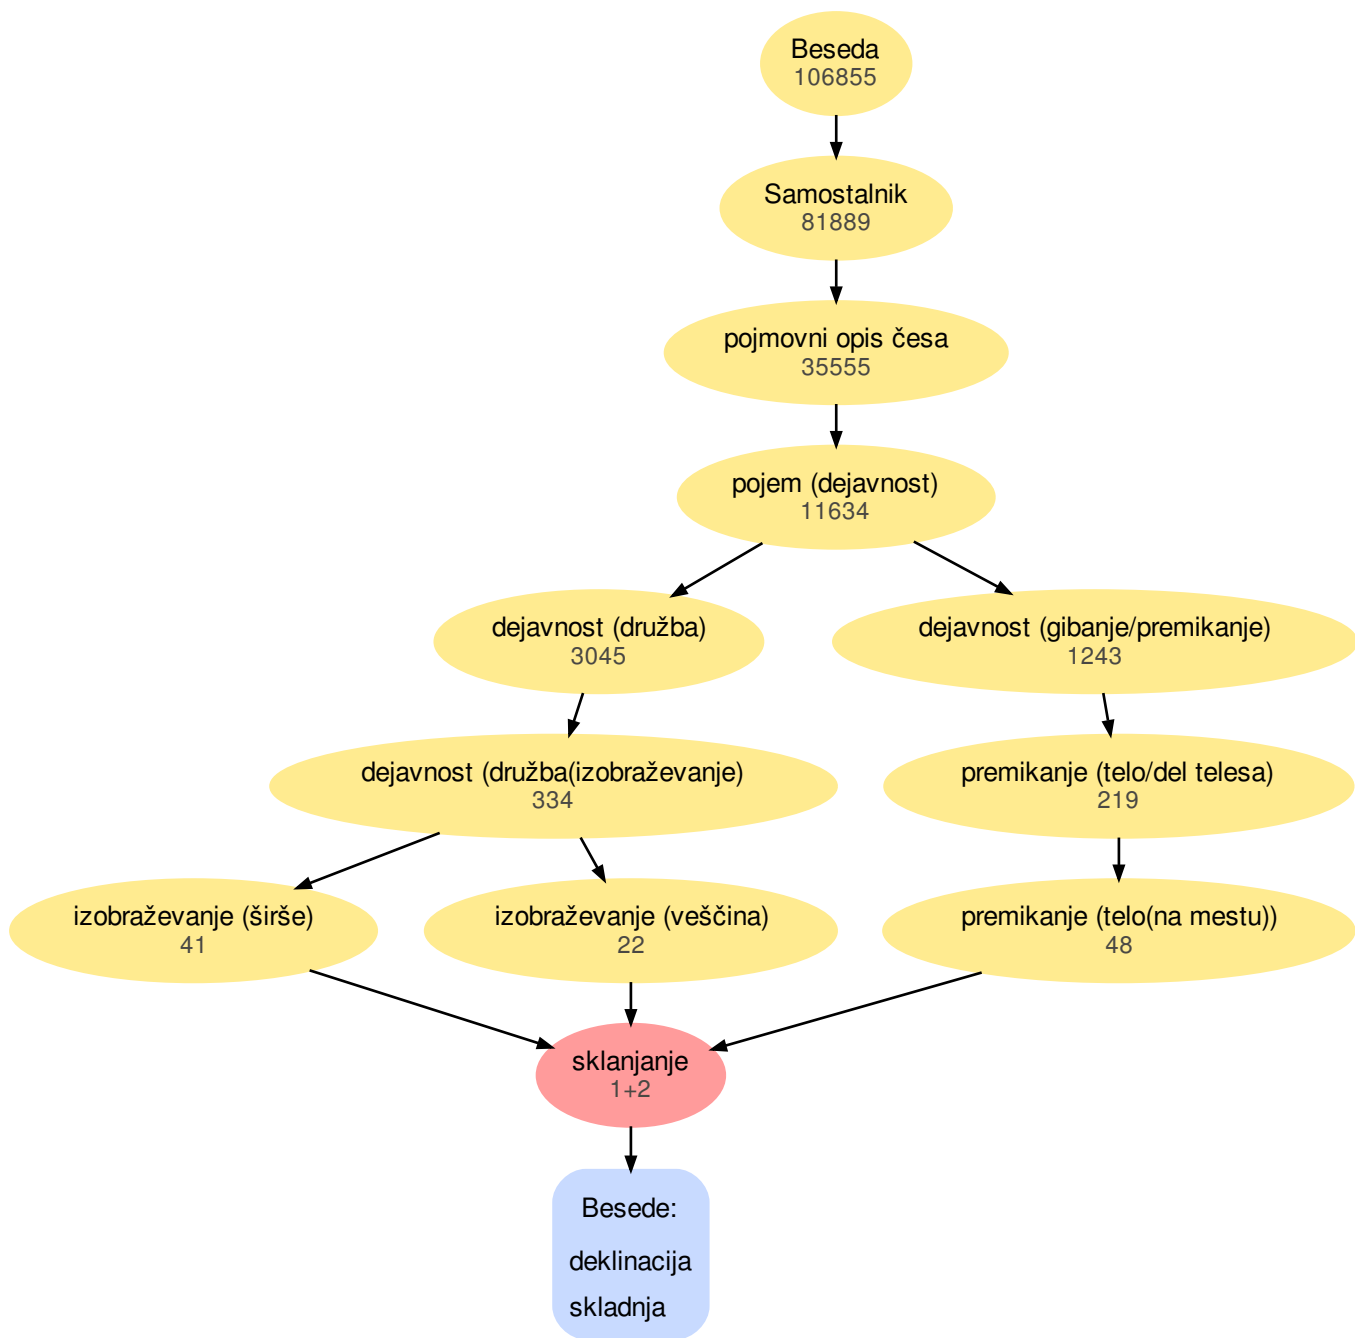 Beseda
106855
Samostalnik
81889
pojmovni opis česa
35555
pojem (dejavnost)
11634
dejavnost (družba)
3045
dejavnost (gibanje/premikanje)
1243
dejavnost (družba(izobraževanje)
334
premikanje (telo/del telesa)
219
izobraževanje (širše)
41
izobraževanje (veščina)
22
premikanje (telo(na mestu))
48
sklanjanje
1+2
Besede:
deklinacija
skladnja